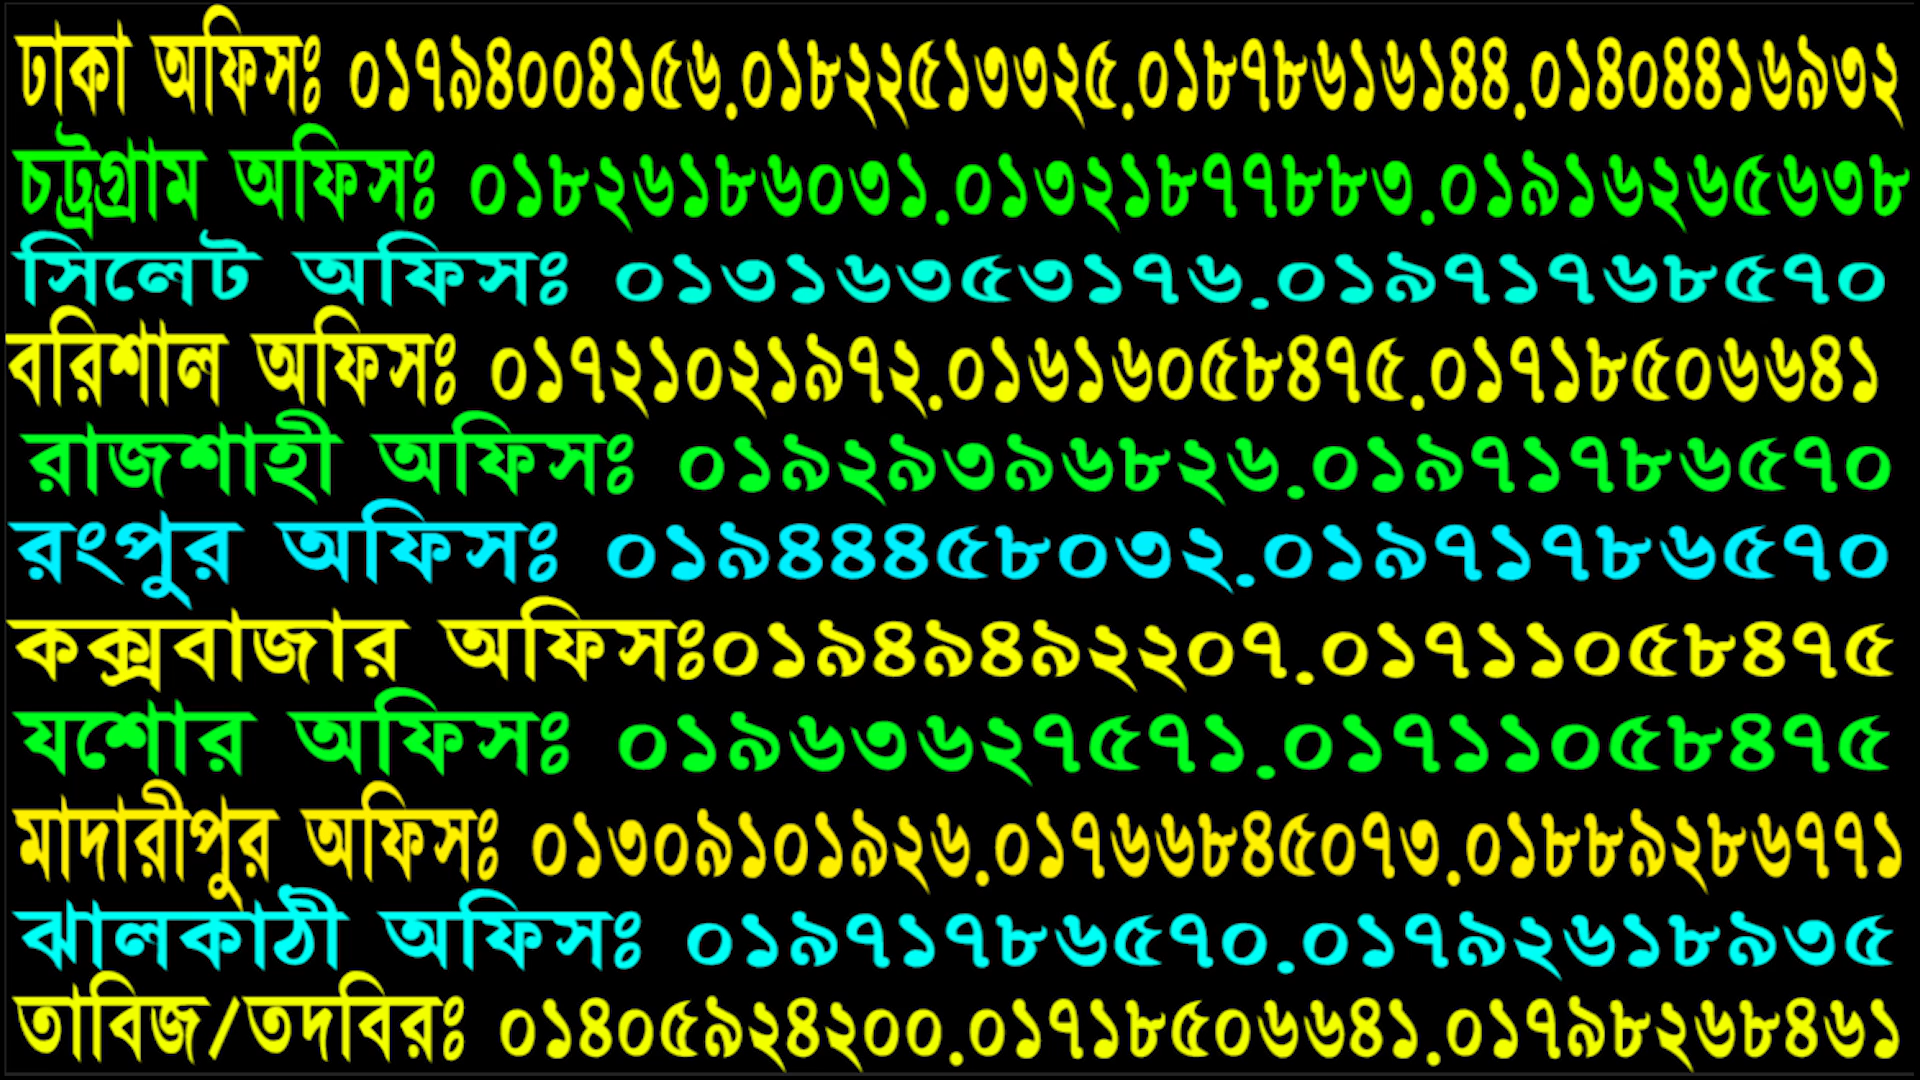 ঢাকা অফিসঃ ০১৭৯৪০০৪১৫৬.০১৮২২৫১৩৩২৫.০১৮৭৮৬১৬১৪৪.০১৪০৪৪১৬৯৩২
চট্রগ্রাম অফিসঃ ০১৮২৬১৮৬০৩১.০১৩২১৮৭৭৮৮৩.০১৯১৬২৬৫৬৩৮
সিলেট অফিসঃ ০১৩১৬৩৫৩১৭৬.০১৯৭১৭৬৮৫৭০
বরিশাল অফিসঃ ০১৭২১০২১৯৭২.০১৬১৬০৫৮৪৭৫.০১৭১৮৫০৬৬৪১
রাজশাহী অফিসঃ ০১৯২৯৩৯৬৮২৬.০১৯৭১৭৮৬৫৭০
রংপুর অফিসঃ ০১৯৪৪৪৫৮০৩২.০১৯৭১৭৮৬৫৭০
কক্সবাজার অফিসঃ০১৯৪৯৪৯২২০৭.০১৭১১০৫৮৪৭৫
যশোর অফিসঃ ০১৯৬৩৬২৭৫৭১.০১৭১১০৫৮৪৭৫
মাদারীপুর অফিসঃ ০১৩০৯১০১৯২৬.০১৭৬৬৮৪৫০৭৩.০১৮৮৯২৮৬৭৭১
ঝালকাঠী অফিসঃ ০১৯৭১৭৮৬৫৭০.০১৭৯২৬১৮৯৩৫
তাবিজ/তদবিরঃ ০১৪০৫৯২৪২০০.০১৭১৮৫০৬৬৪১.০১৭৯৮২৬৮৪৬১